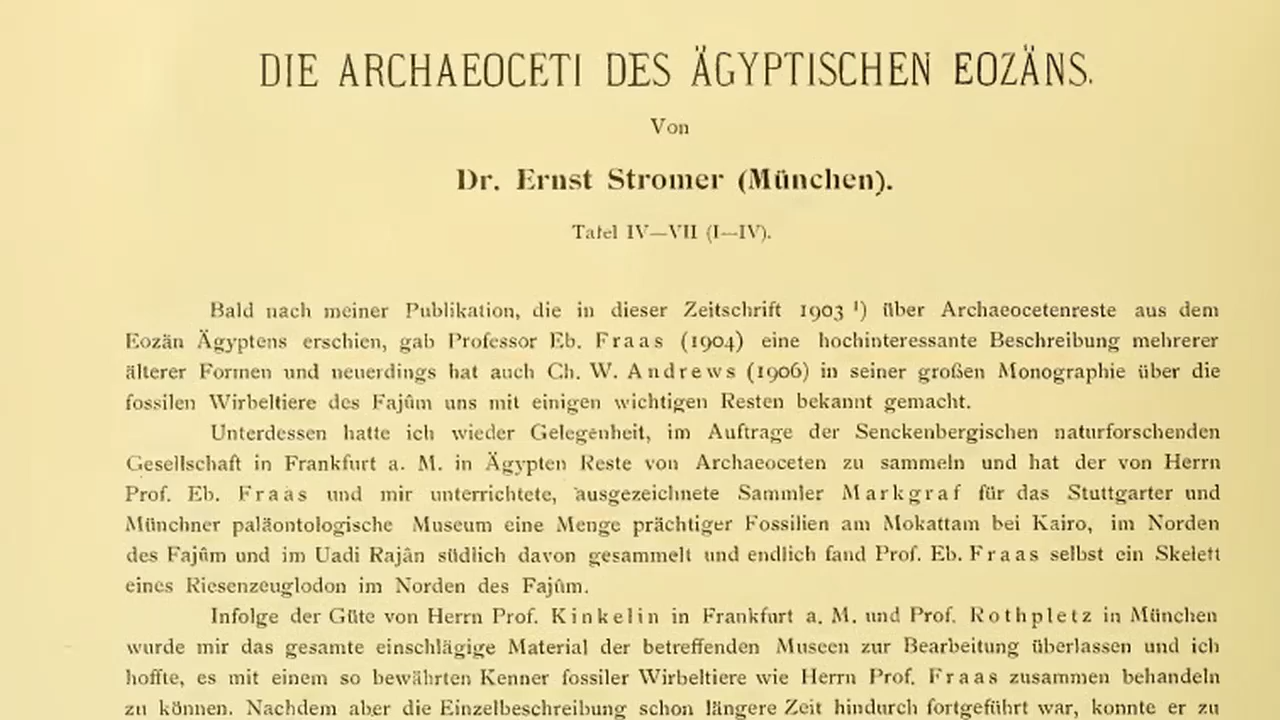 DIE ARCHAEOCETI DES ÄGYPTISCHEN EOZÄNS.
Von
Dr. Ernst Stromer (München).
Tafel IV—VII (I—IV).
Bald nach meiner Publikation, die in dieser Zeitschrift 1903 ¹) über Archaeocetenreste aus dem
Eozän Ägyptens erschien, gab Professor Eb. Fraas (1904) eine hochinteressante Beschreibung mehrerer
älterer Formen und neuerdings hat auch Ch. W. Andrews (1906) in seiner großen Monographie über die
fossilen Wirbeltiere des Fajûm uns mit einigen wichtigen Resten bekannt gemacht.
Unterdessen hatte ich wieder Gelegenheit, im Auftrage der Senckenbergischen naturforschenden
Gesellschaft in Frankfurt a. M. in Ägypten Reste von Archaeoceten zu sammeln und hat der von Herrn
Prof. Eb. Fraas und mir unterrichtete, ausgezeichnete Sammler Markgraf für das Stuttgarter und
Münchner paläontologische Museum eine Menge prächtiger Fossilien am Mokattam bei Kairo, im Norden
des Fajûm und im Uadi Rajân südlich davon gesammelt und endlich fand Prof. Eb. Fraas selbst ein Skelett
eines Riesenzeuglodon im Norden des Fajûm.
Infolge der Güte von Herrn Prof. Kinkelin in Frankfurt a. M. und Prof. Rothpletz in München
wurde mir das gesamte einschlägige Material der betreffenden Museen zur Bearbeitung überlassen und ich
hoffte, es mit einem so bewährten Kenner fossiler Wirbeltiere wie Herrn Prof. Fraas zusammen behandeln
zu können. Nachdem aber die Einzelbeschreibung schon längere Zeit hindurch fortgeführt war, konnte er zu